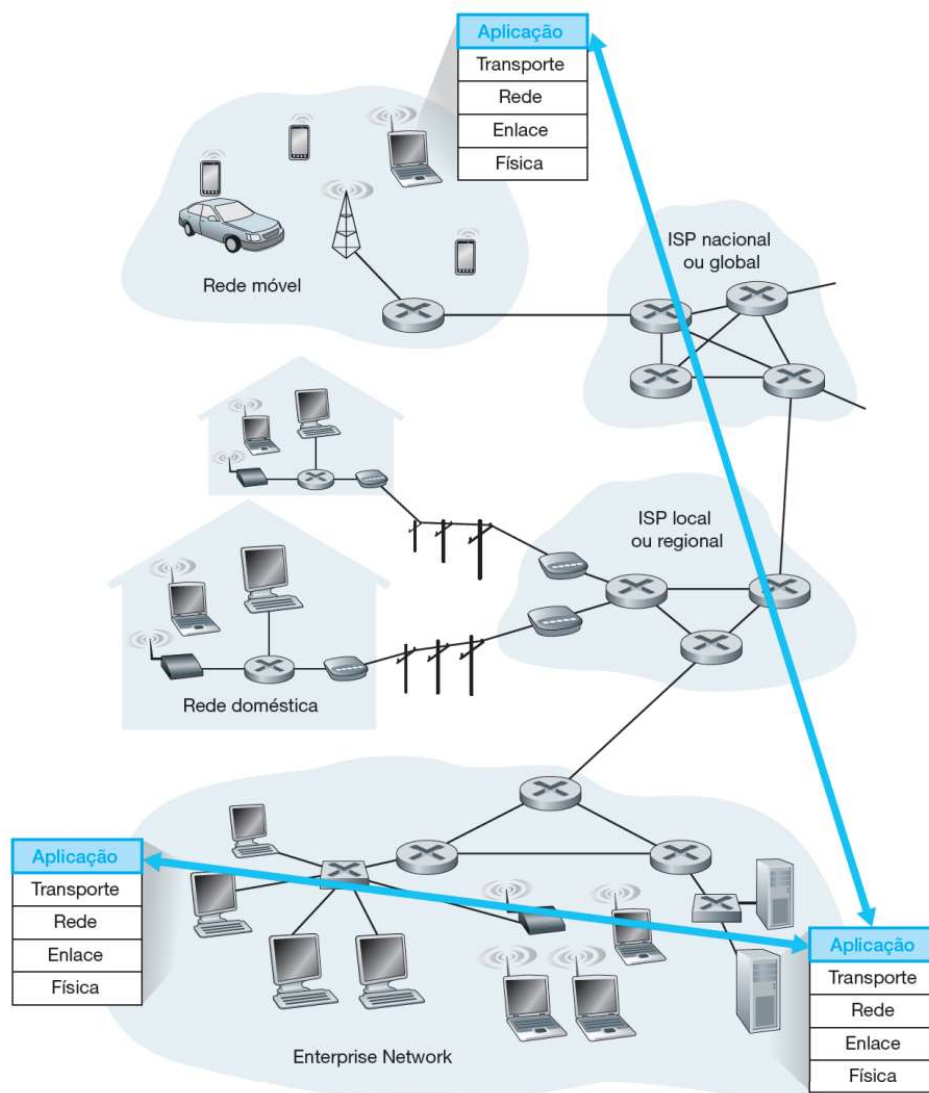 Aplicação
Transporte
Rede
Enlace
Física
ISP nacional
ou global
Rede móvel
ISP local
ou regional
Rede doméstica
Aplicação
Transporte
Rede
Enlace
Física
Aplicação
Transporte
Rede
Enlace
Física
Enterprise Network